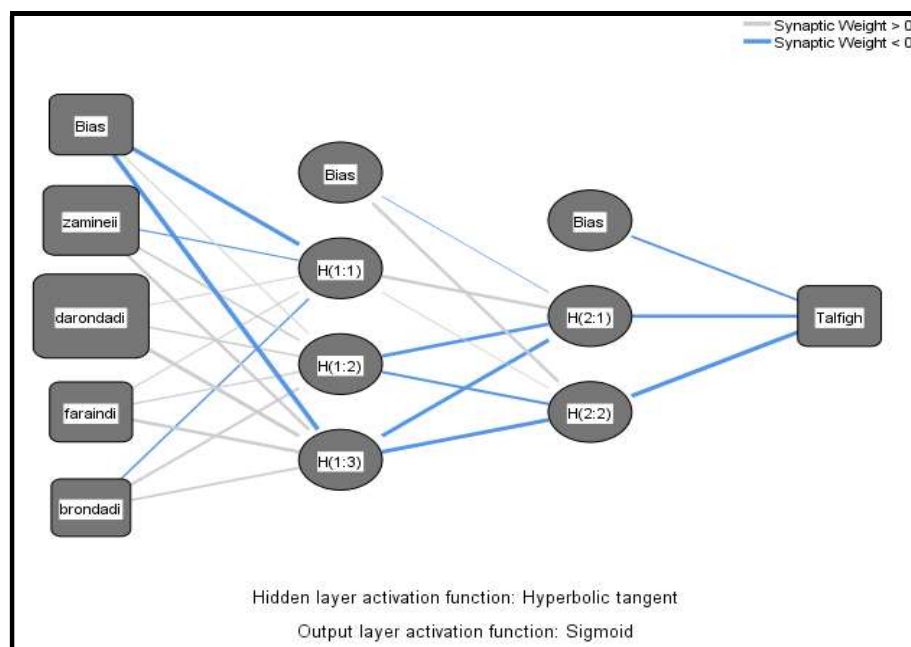 Synaptic Weight > 0
Synaptic Weight < 0
Bias
zamineii
darondadi
faraindi
brondadi
Bias
H(1:1)
H(1:2)
H(1:3)
Bias
H(2:1)
H(2:2)
Talfigh
Hidden layer activation function: Hyperbolic tangent
Output layer activation function: Sigmoid